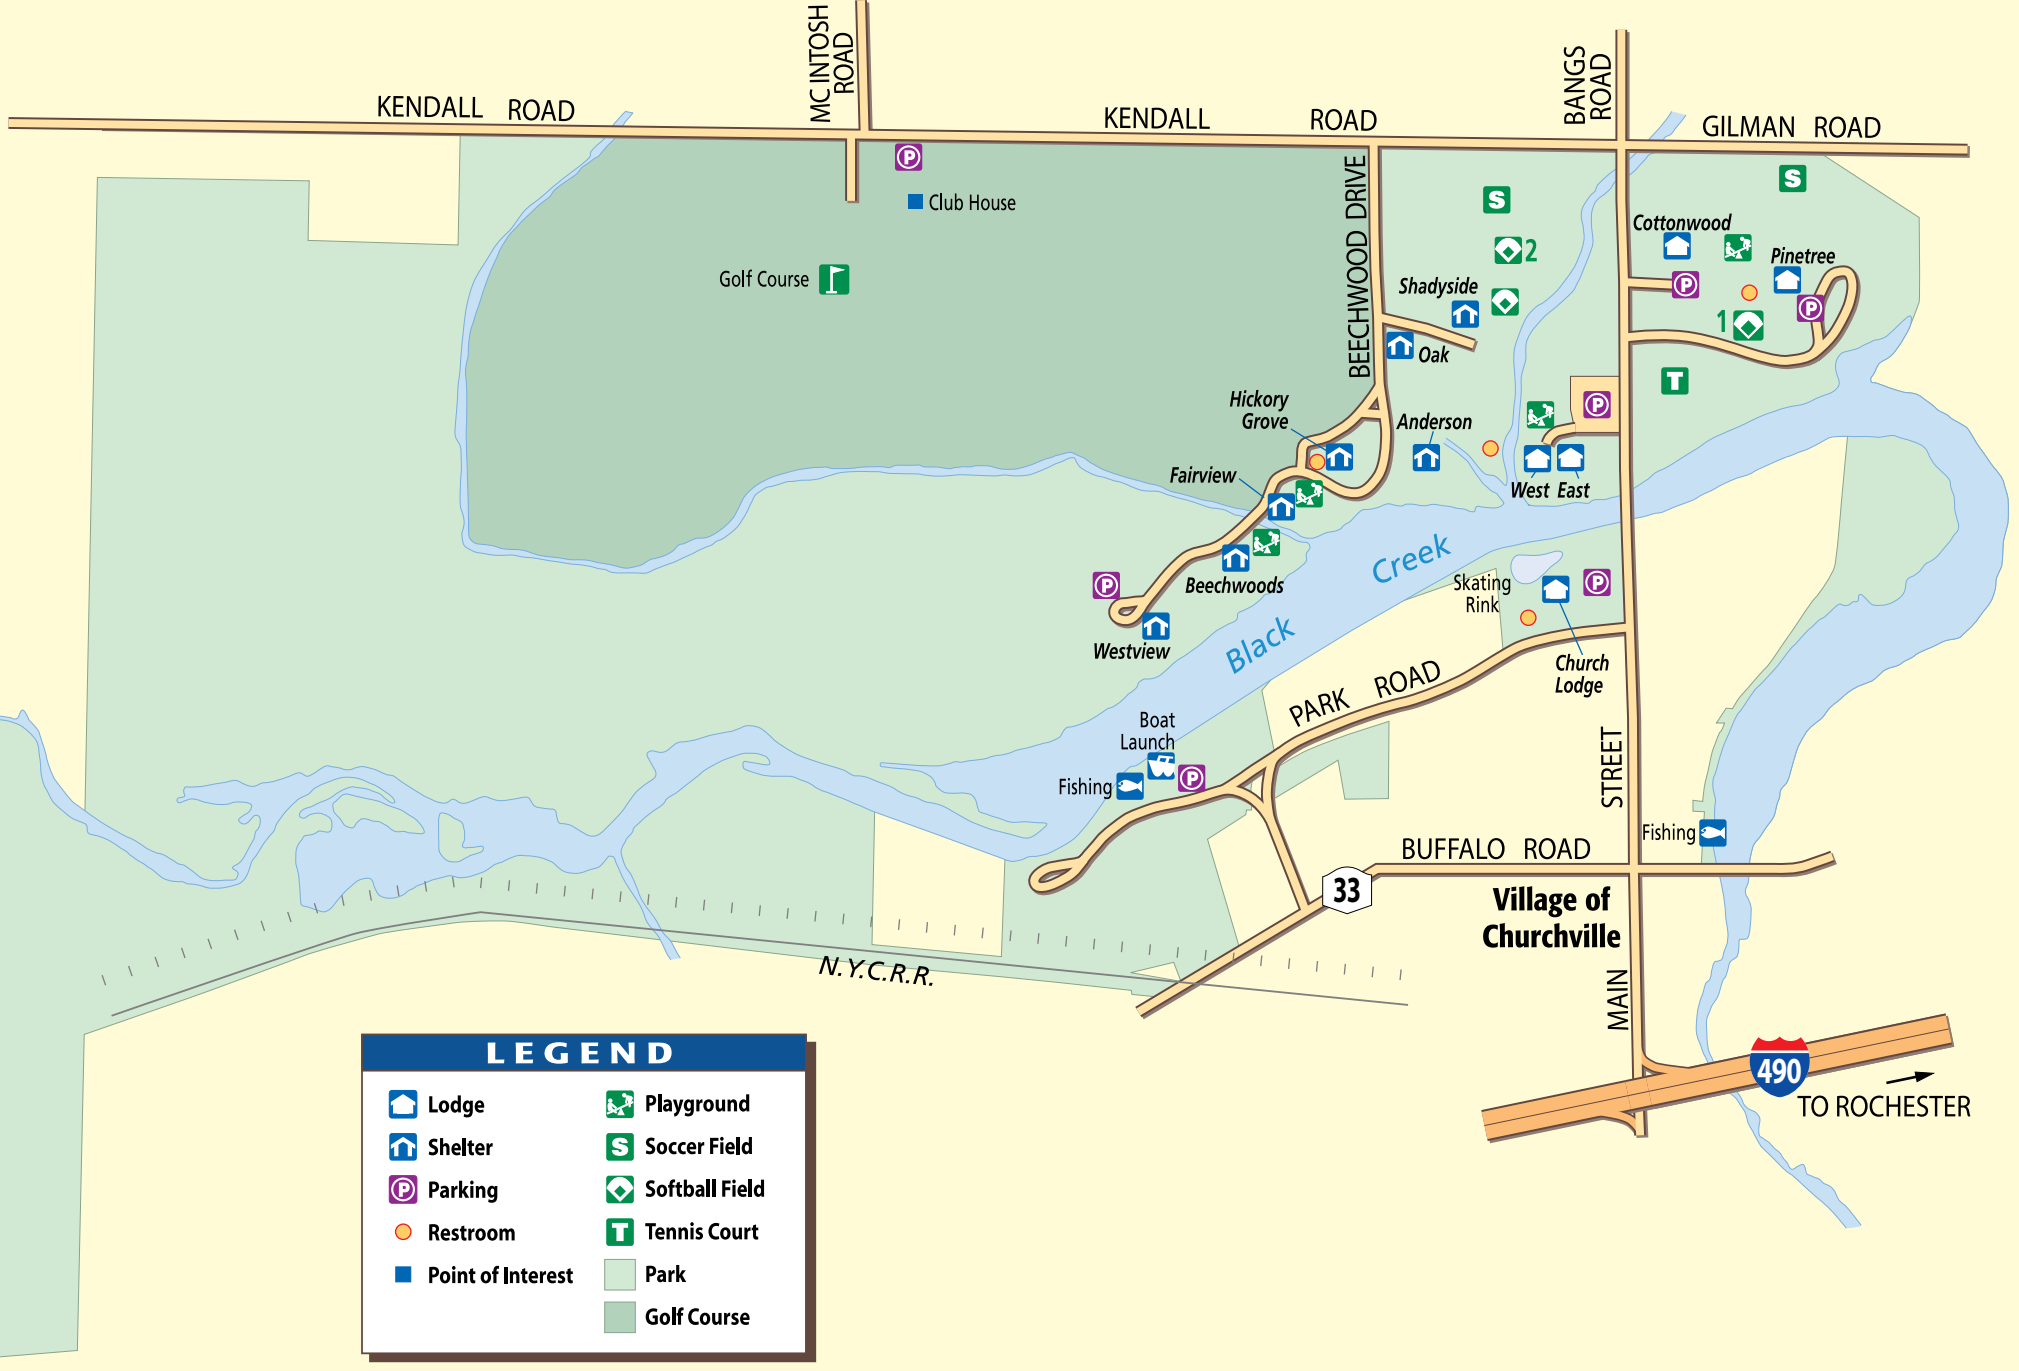 MC INTOSH
ROAD
BANGS
ROAD
KENDALL ROAD
KENDALL ROAD
GILMAN ROAD
P
Club House
Golf Course
BEECHWOOD DRIVE
S
S
2
Cottonwood
Pinetree
P
P
1
Shadyside
Oak
T
P
Hickory
Grove
Anderson
Fairview
West East
Beechwoods
P
Westview
Black Creek
Skating
Rink
P
Church
Lodge
PARK ROAD
Boat
Launch
Fishing
P
STREET
Fishing
BUFFALO ROAD
33
Village of
Churchville
N.Y.C.R.R.
MAIN
490
TO ROCHESTER
LEGEND
Lodge
Shelter
P Parking
Restroom
Point of Interest
Playground
S Soccer Field
Softball Field
T Tennis Court
Park
Golf Course